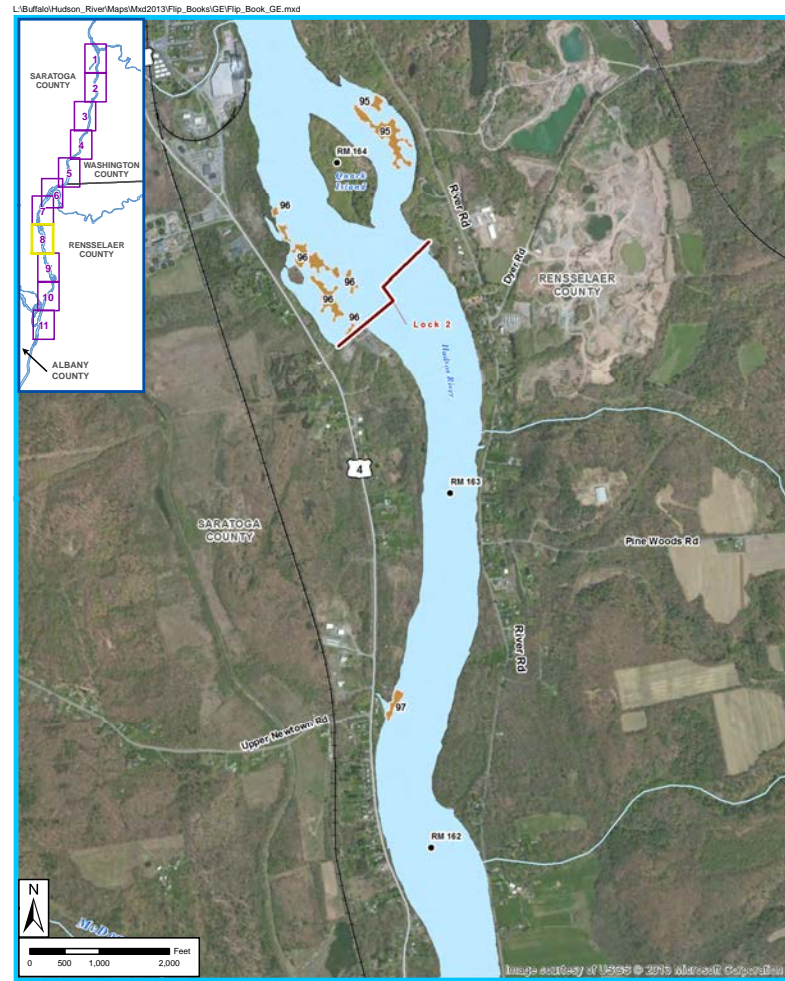 L:\Buffalo\Hudson_River\Maps\Mxd2013\Flip_Books\GE\Flip_Book_GE.mxd
1
SARATOGA
COUNTY
2
3
4
WASHINGTON
COUNTY
5
6
7
RENSSELAER
COUNTY
8
9
10
11
ALBANY
COUNTY
95
95
RM 164
Quack
Island
River Rd
96
96
96
96
96
Dyer Rd
RENSSELAER
COUNTY
Lock 2
Hudson River
4
RM 163
SARATOGA
COUNTY
Pine Woods Rd
River Rd
97
Upper Newtown Rd
RM 162
N
Feet
0 500 1,000 2,000
Image courtesy of USGS © 2013 Microsoft Corporation